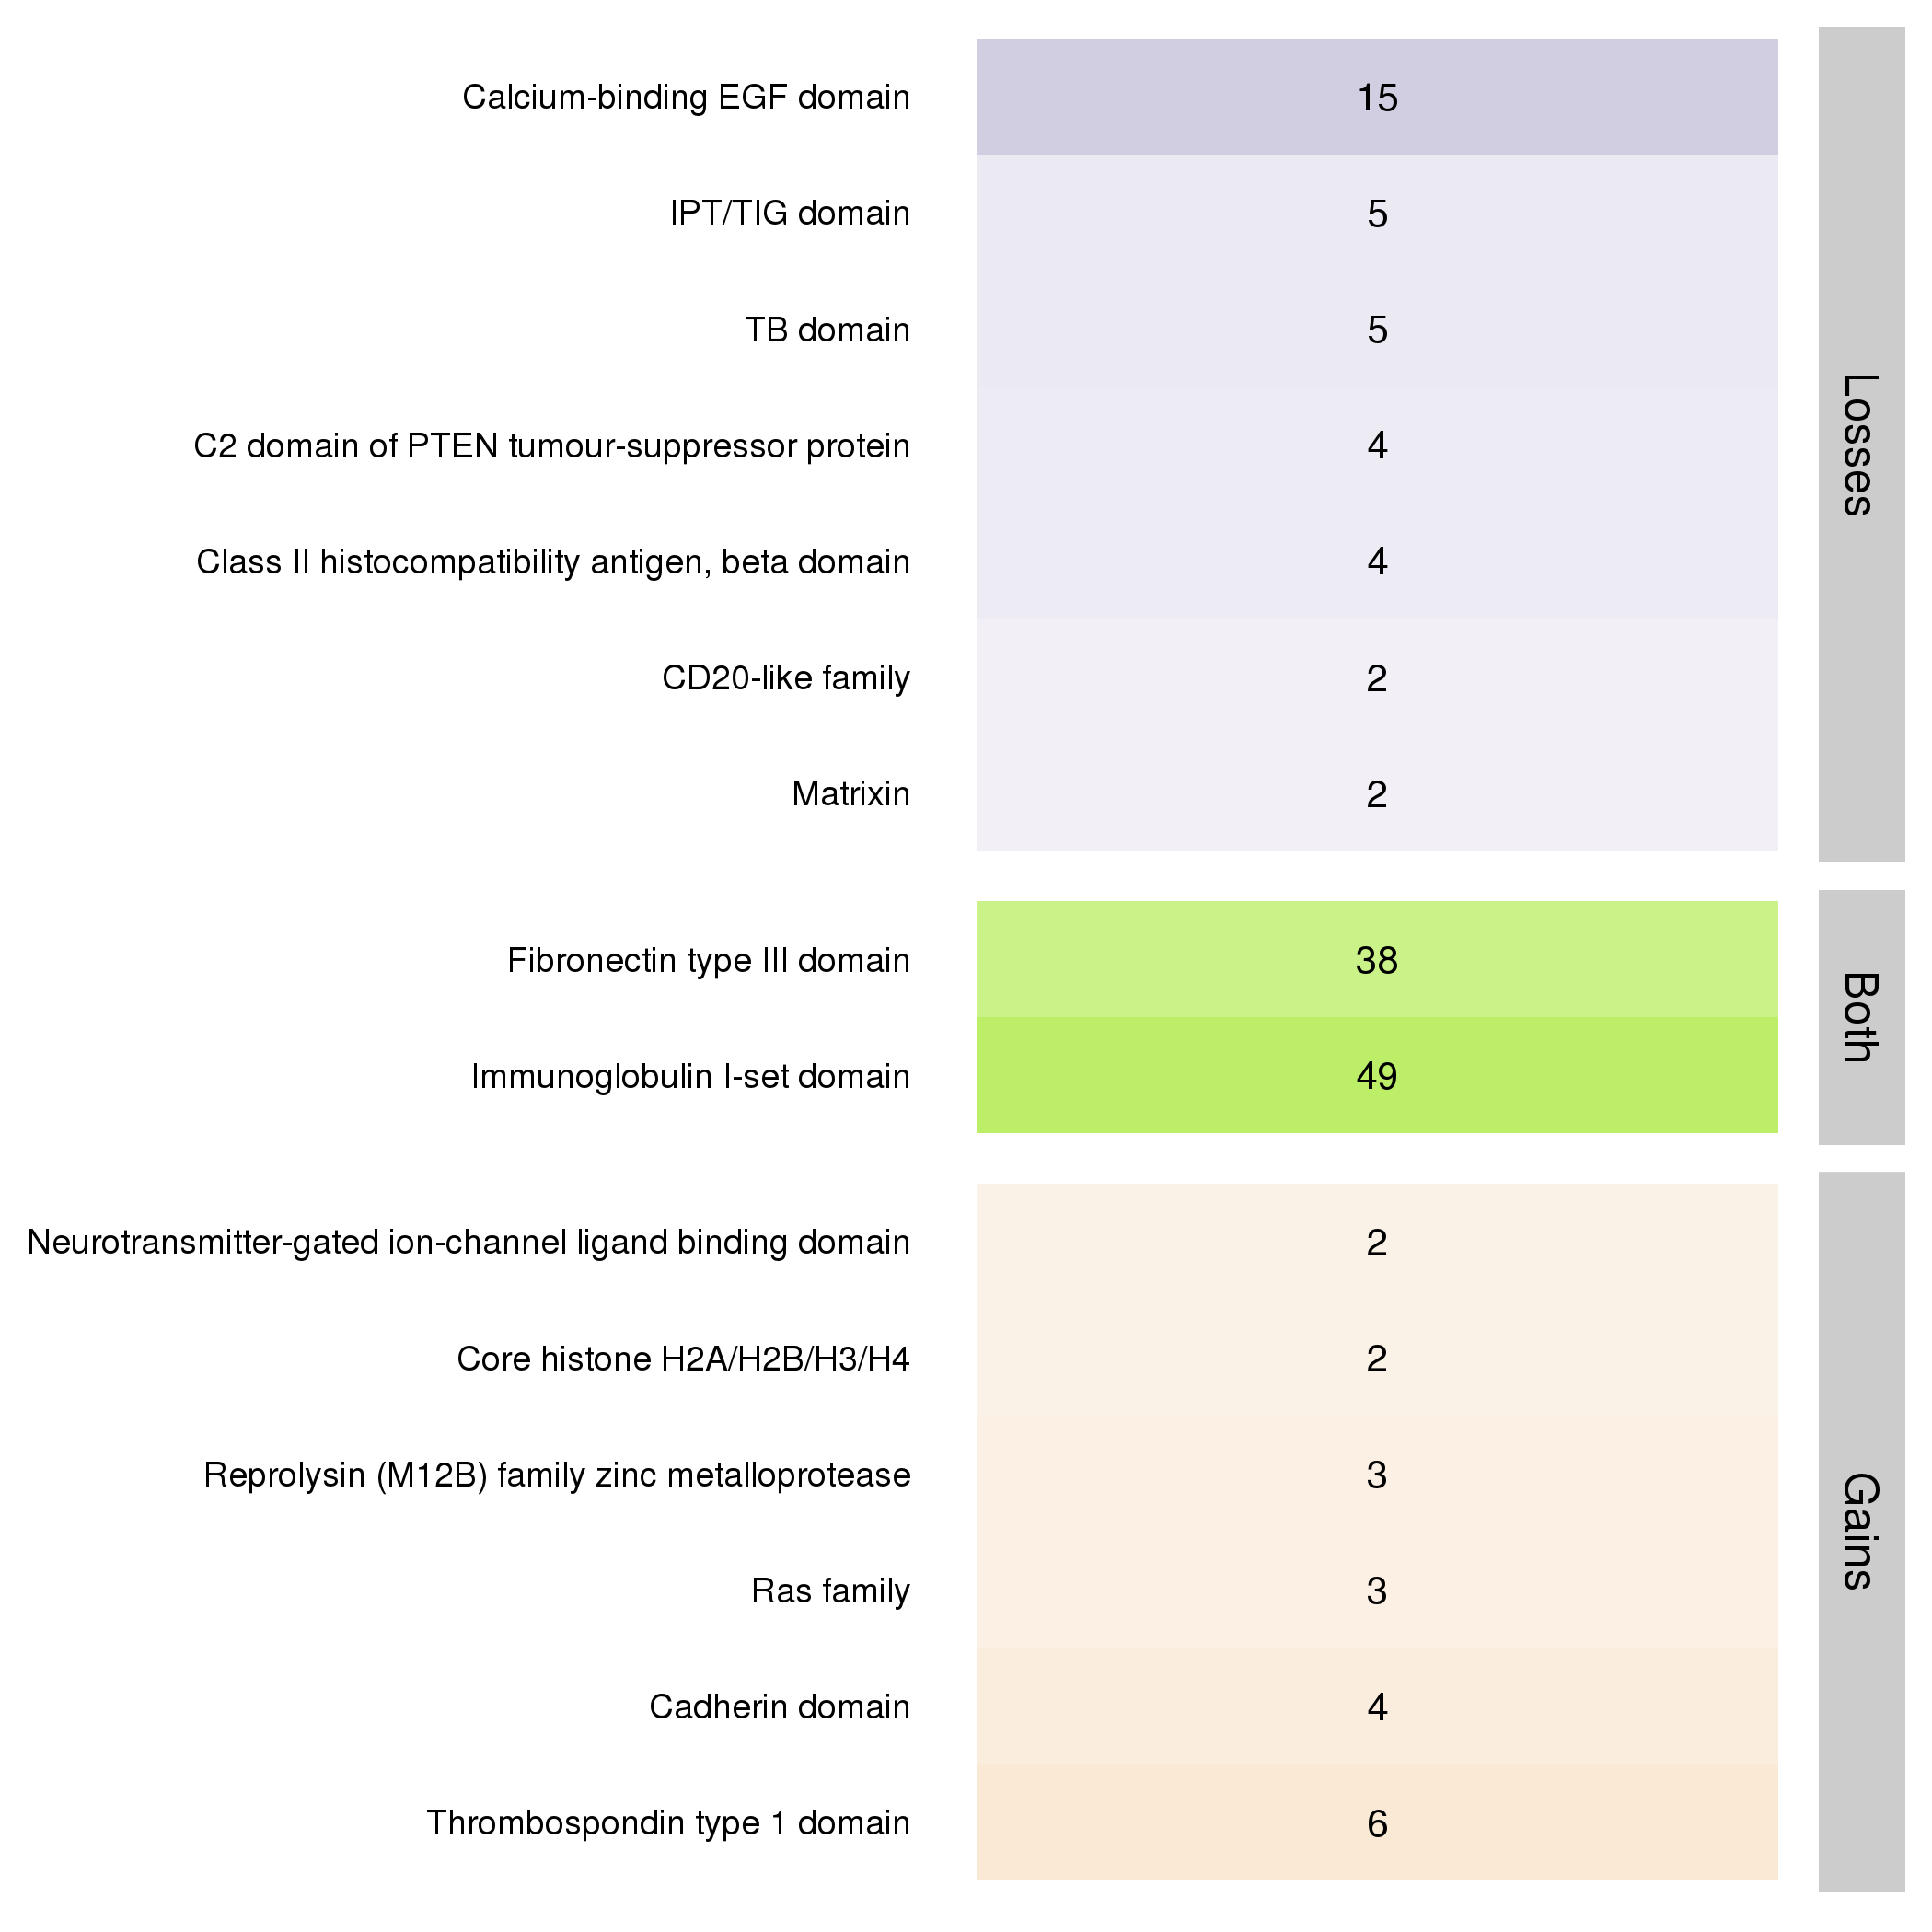 Calcium-binding EGF domain 15
IPT/TIG domain 5
TB domain 5
C2 domain of PTEN tumour-suppressor protein 4
Class II histocompatibility antigen, beta domain 4
CD20-like family 2
Matrixin 2
Losses
Fibronectin type III domain 38
Immunoglobulin I-set domain 49
Both
Neurotransmitter-gated ion-channel ligand binding domain 2
Core histone H2A/H2B/H3/H4 2
Reprolysin (M12B) family zinc metalloprotease 3
Ras family 3
Cadherin domain 4
Thrombospondin type 1 domain 6
Gains